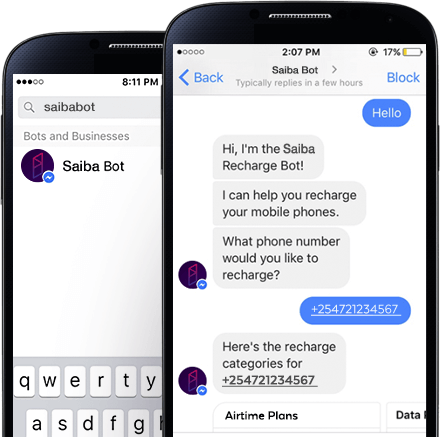 8:11 PM
saibabot
Bots and Businesses
Saiba Bot
q w e r t y
a s d f g
2:07 PM 17%
Back Saiba Bot Block
Typically replies in a few hours
Hello
Hi, I'm the Saiba
Recharge Bot!
I can help you recharge
your mobile phones.
What phone number
would you like to
recharge?
+254721234567
Here's the recharge
categories for
+254721234567
Airtime Plans Data